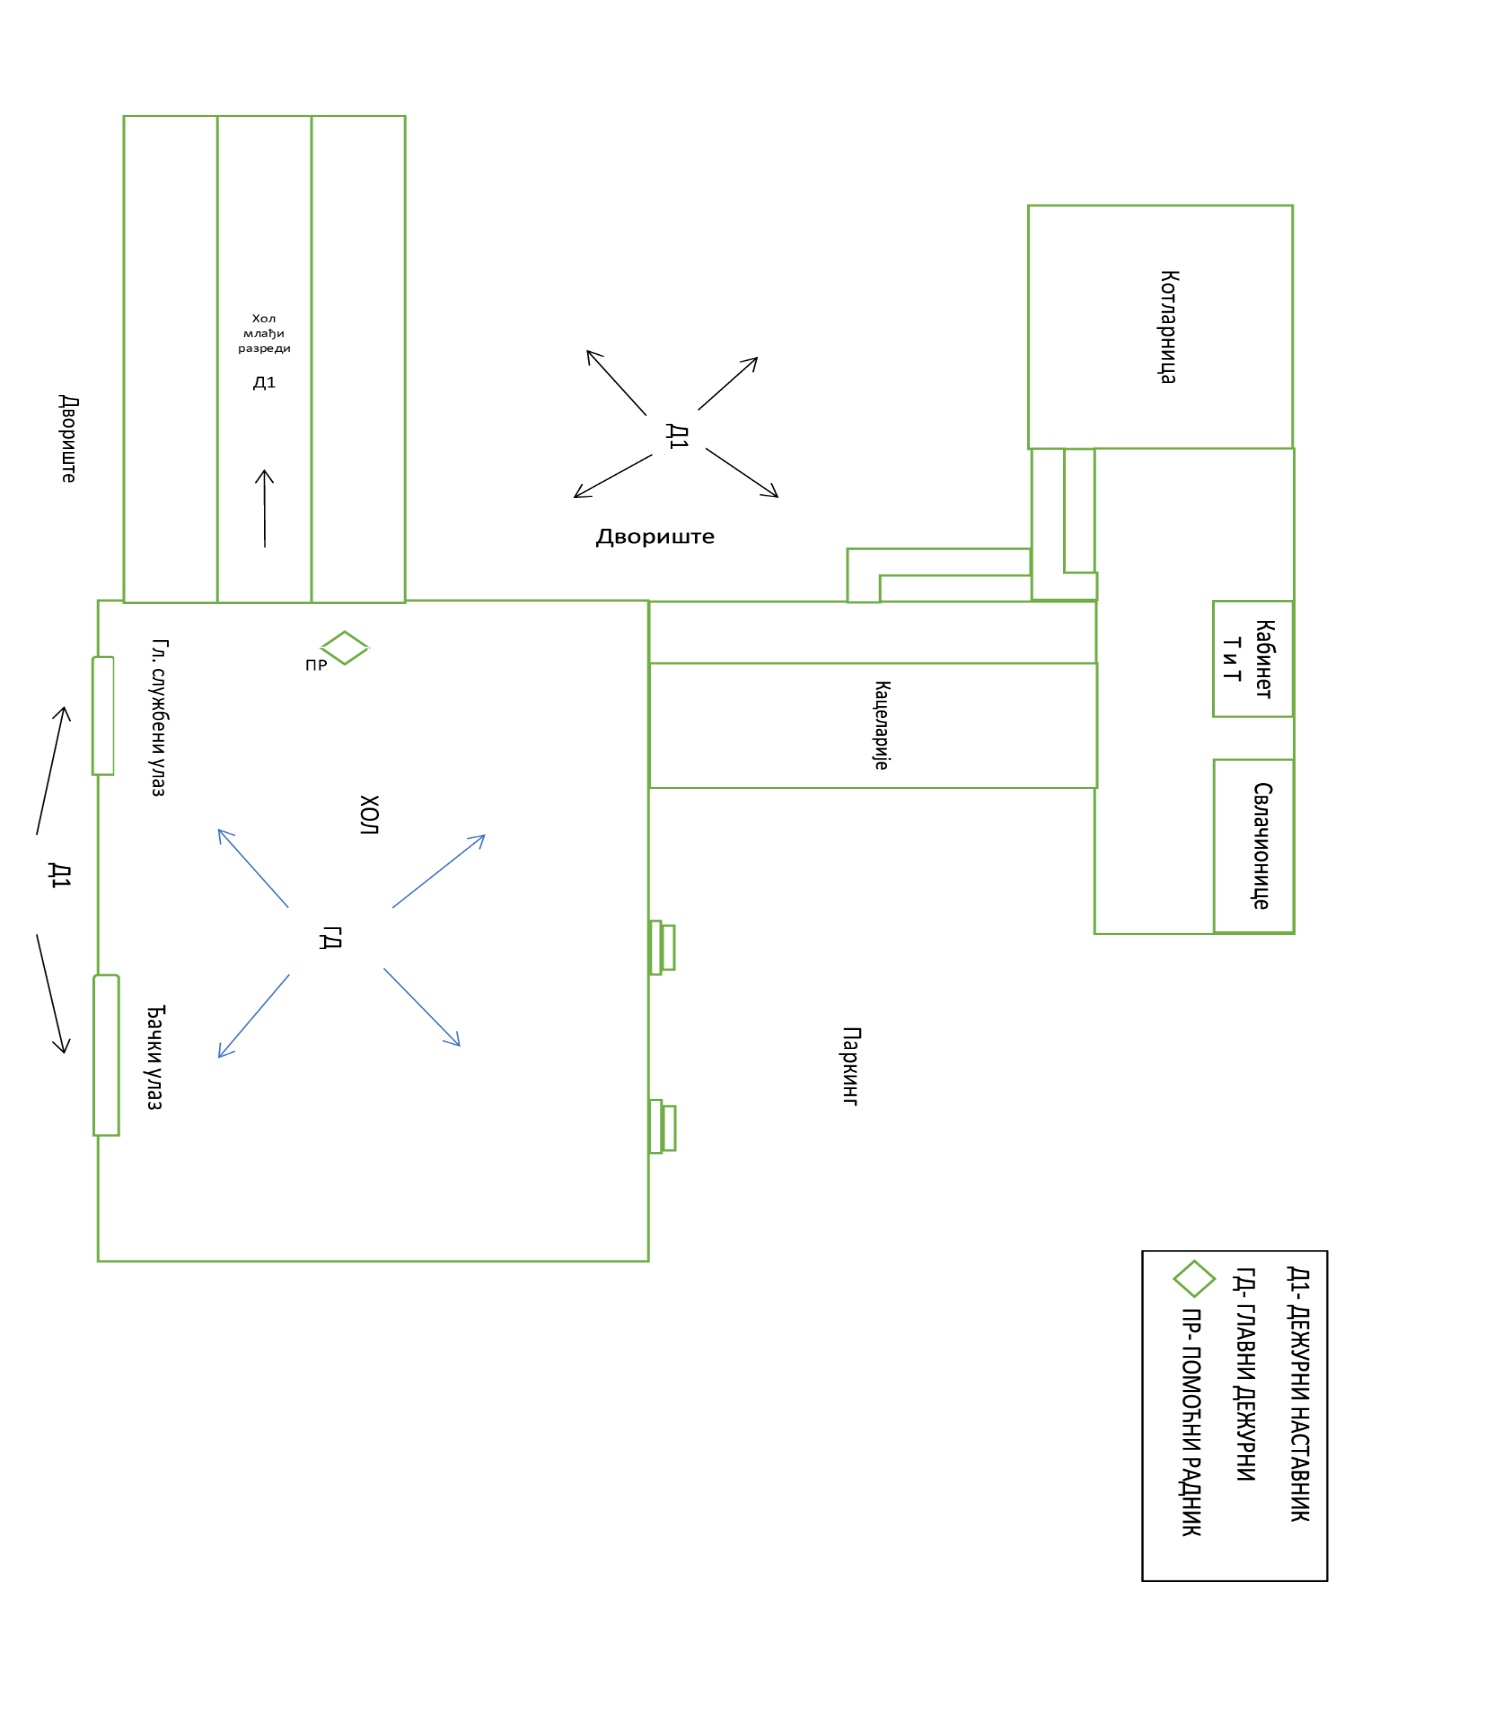 Хол
млађи
разреди
Д1
Двориште
Д1
Двориште
Котларница
Кабинет
Т и Т
Свлачионице
Кацеларије
ПР
Гл. службени улаз
ХОЛ
ГД
Д1
Ђачки улаз
Паркинг
Д1- ДЕЖУРНИ НАСТАВНИК
ГД- ГЛАВНИ ДЕЖУРНИ
ПР- ПОМОЋНИ РАДНИК